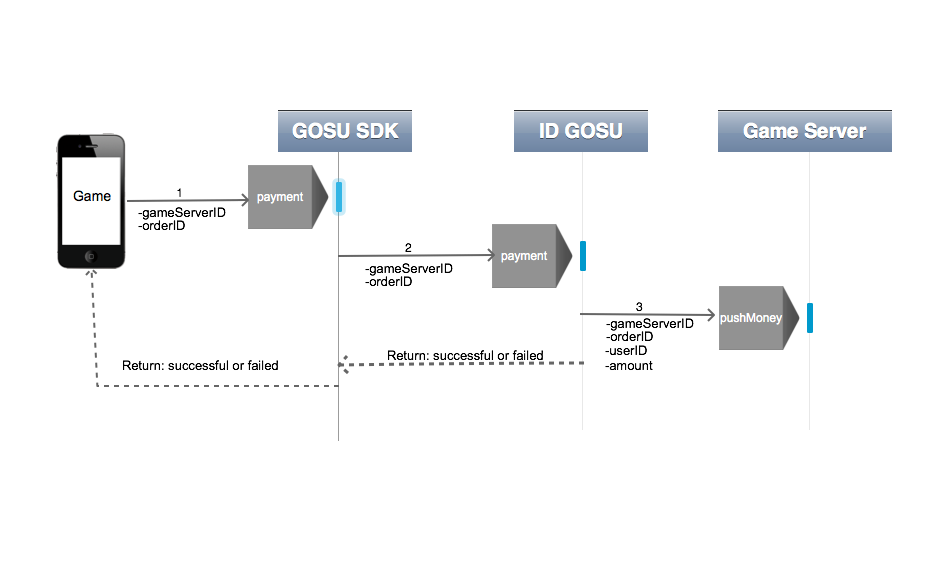 GOSU SDK
ID GOSU
Game Server
Game
1
-gameServerID
-orderID
payment
2
-gameServerID
-orderID
payment
3
-gameServerID
-orderID
-userID
-amount
pushMoney
Return: successful or failed
Return: successful or failed